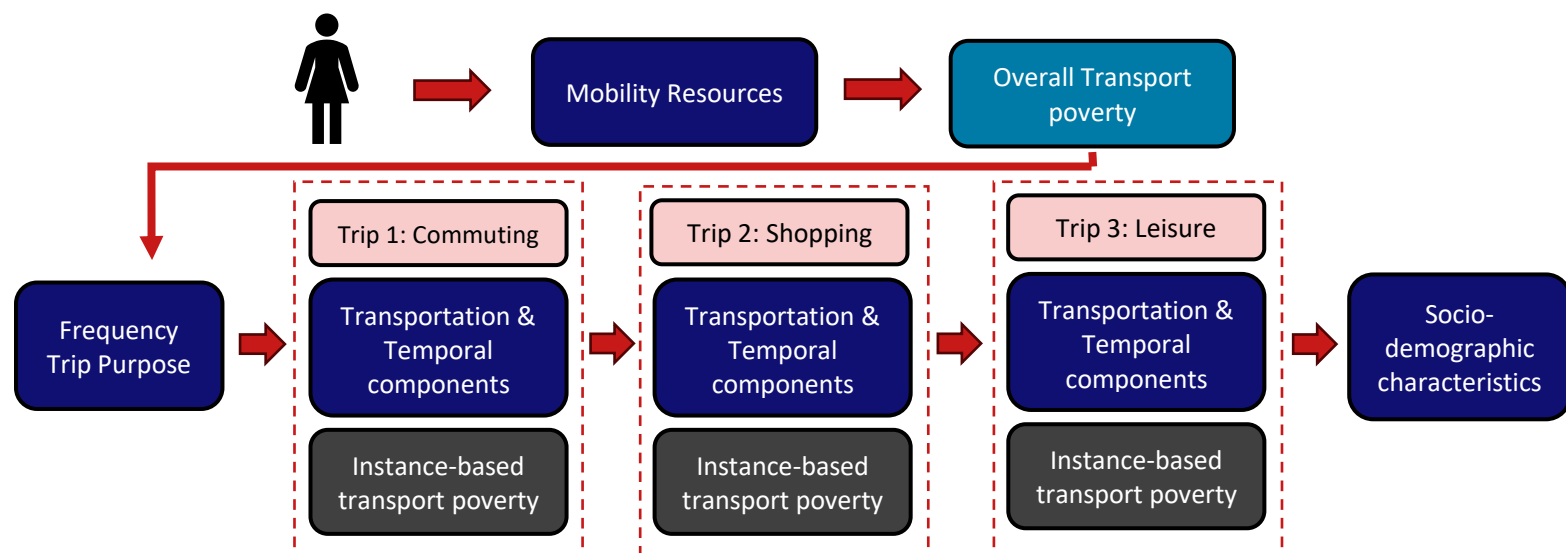 Mobility Resources
Overall Transport
poverty
Frequency
Trip Purpose
Trip 1: Commuting
Transportation &
Temporal
components
Instance-based
transport poverty
Trip 2: Shopping
Transportation &
Temporal
components
Instance-based
transport poverty
Trip 3: Leisure
Transportation &
Temporal
components
Instance-based
transport poverty
Socio-
demographic
characteristics